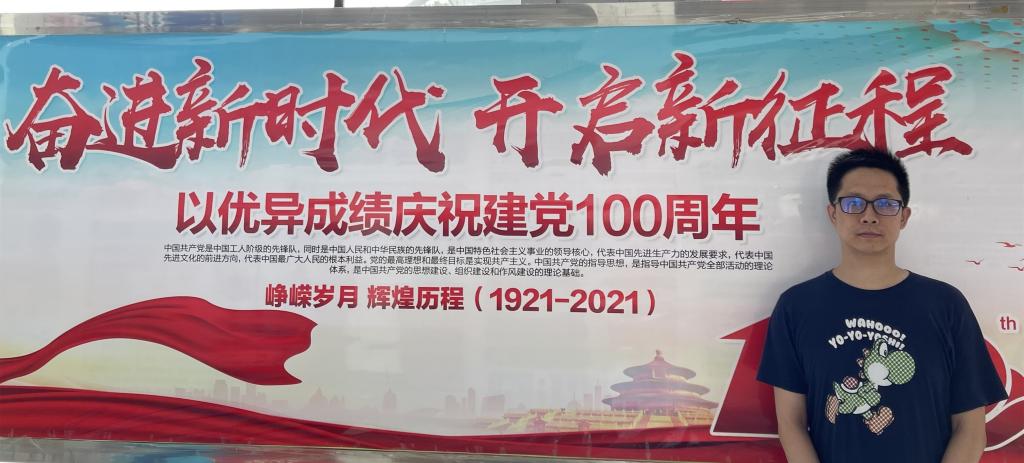 奋进新时代 开启新征程
以优异成绩庆祝建党100周年
中国共产党是中国工人阶级的先锋队，同时是中国人民和中华民族的先锋队，是中国特色社会主义事业的领导核心，代表中国先进生产力的发展要求，代表中国
先进文化的前进方向，代表中国最广大人民的根本利益。党的最高理想和最终目标是实现共产主义。中国共产党的指导思想，是指导中国共产党全部活动的理论
体系，是中国共产党的思想建设、组织建设和作风建设的理论基础。
峥嵘岁月 辉煌历程（1921-2021）
th
WAHOOO!
YO-YO-YOSHI!